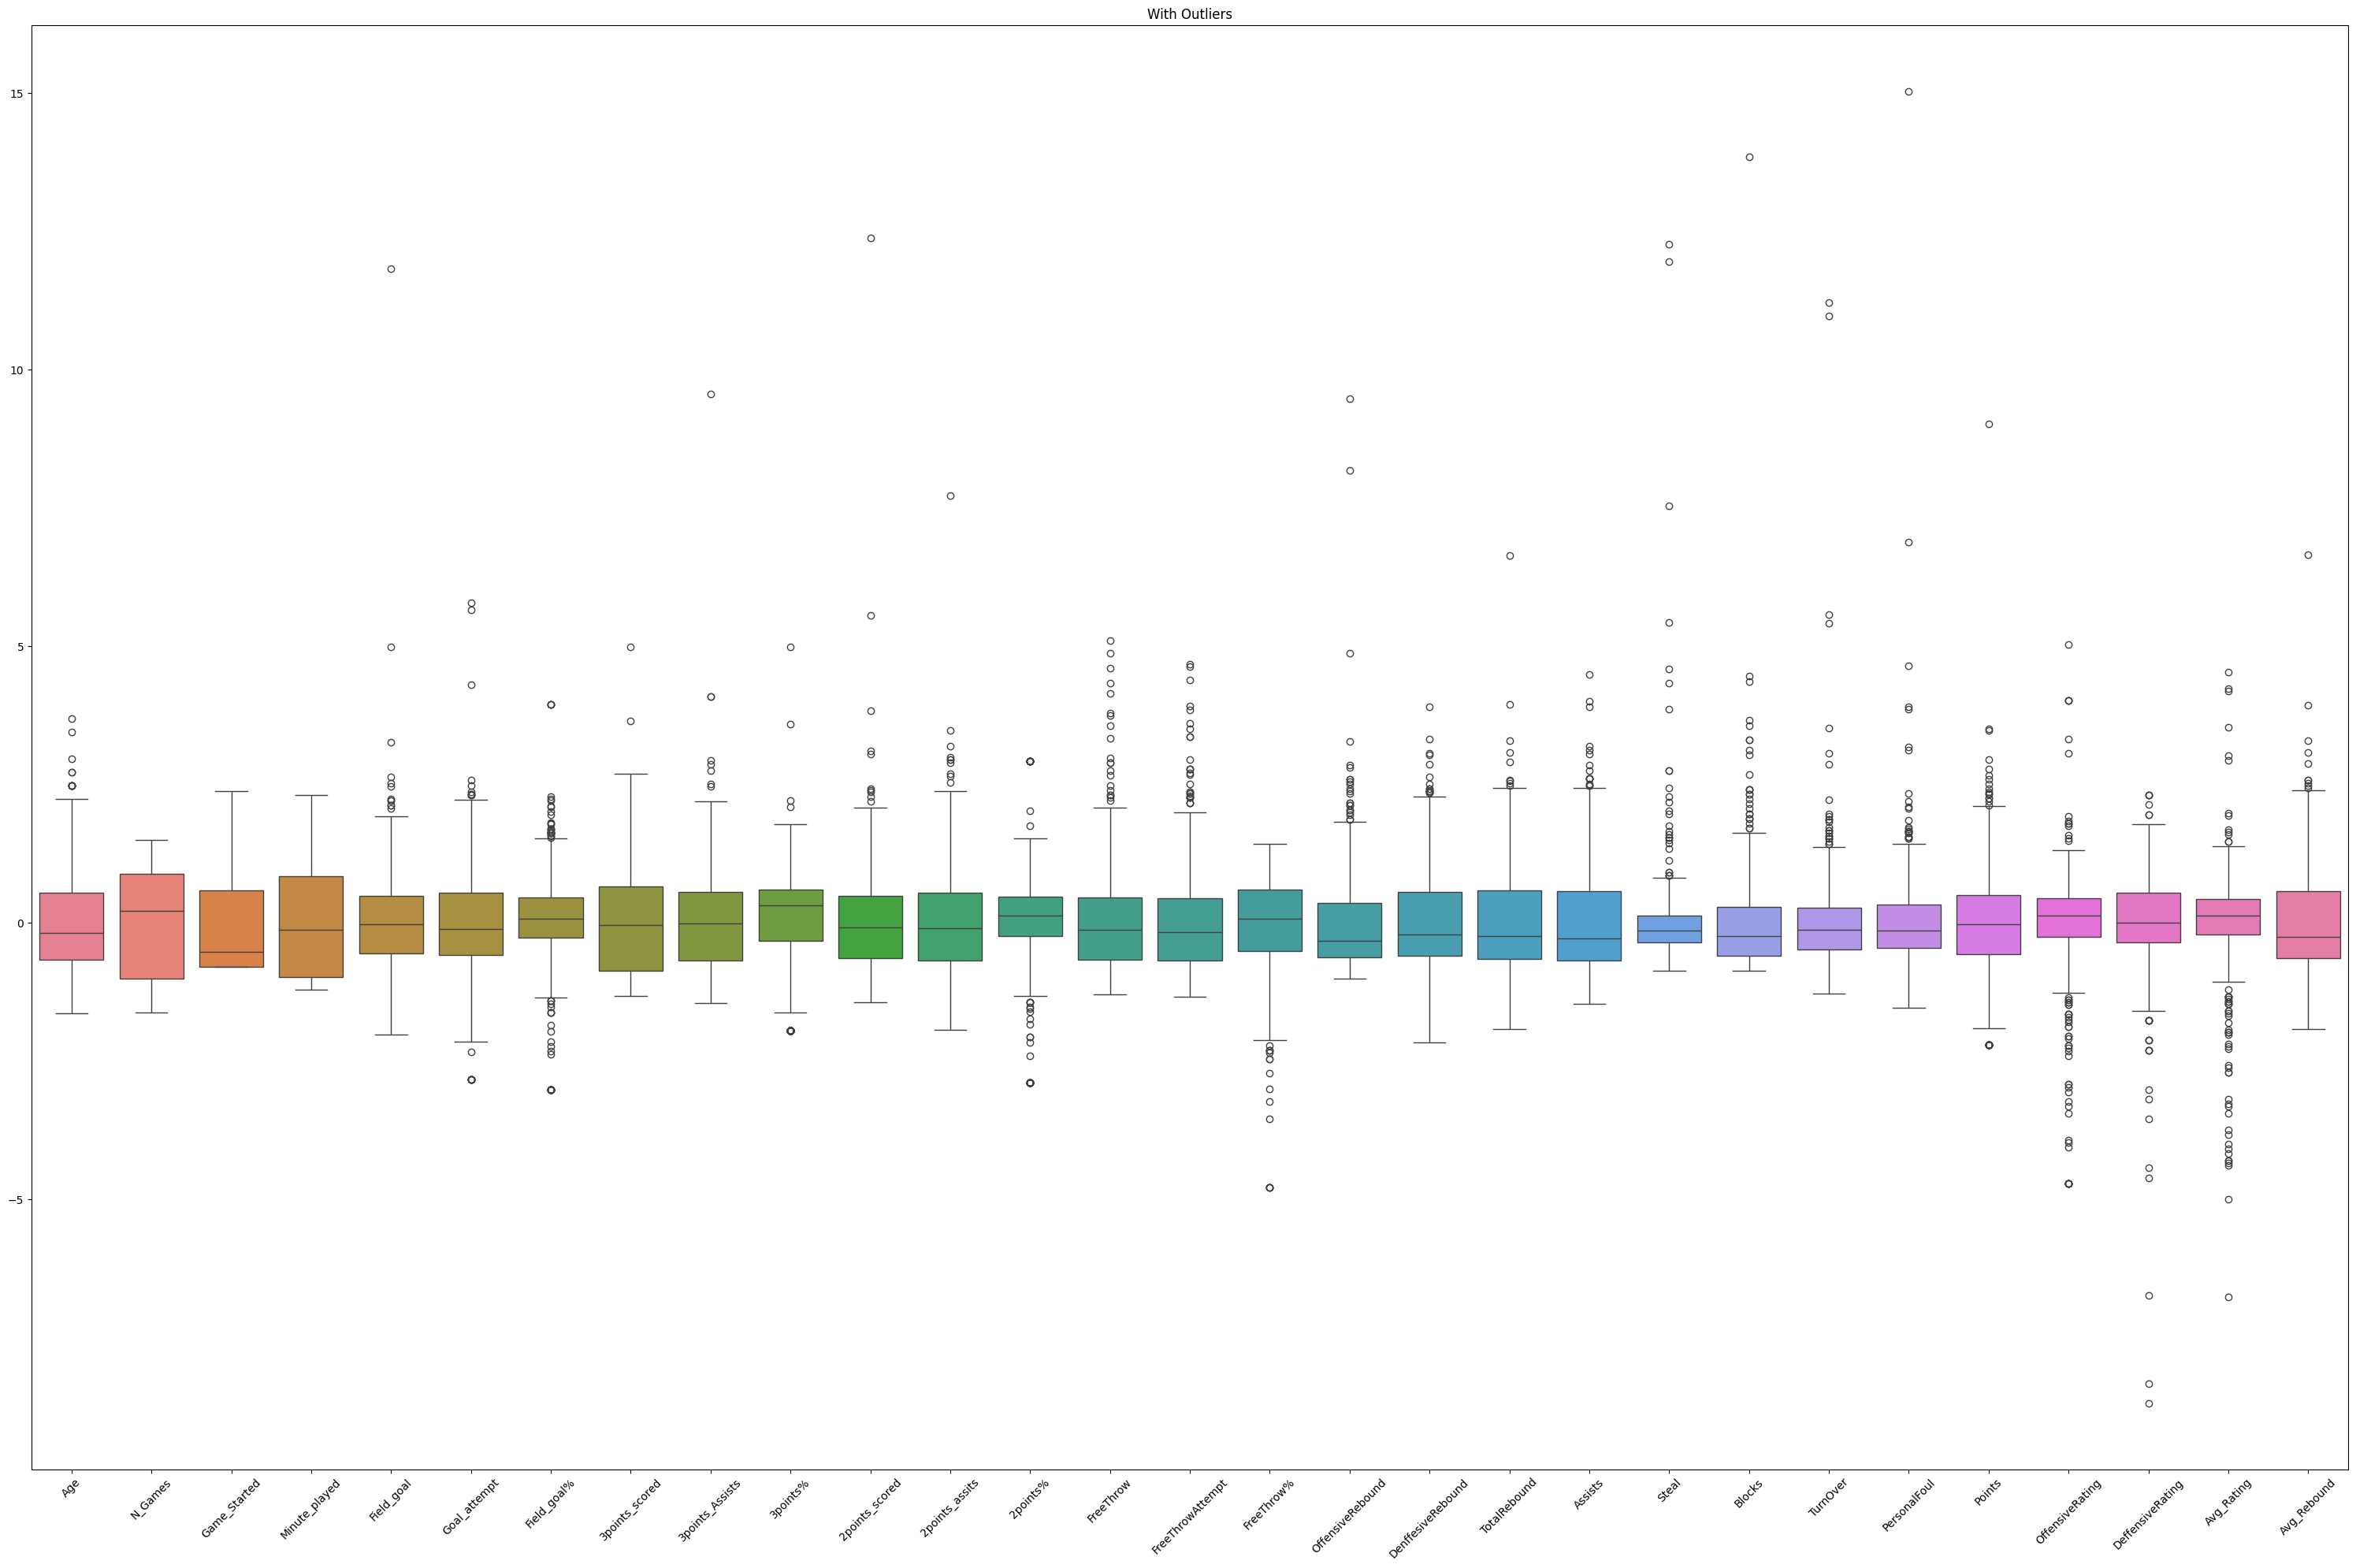 With Outliers
15
10
5
0
−5
Age
N_Games
Game_Started
Minute_played
Field_goal
Goal_attempt
Field_goal%
3points_scored
3points_Assists
3points%
2points_scored
2points_assits
2points%
FreeThrow
FreeThrowAttempt
FreeThrow%
OffensiveRebound
DenffesiveRebound
TotalRebound
Assists
Steal
Blocks
TurnOver
PersonalFoul
Points
OffensiveRating
DeffensiveRating
Avg_Rating
Avg_Rebound